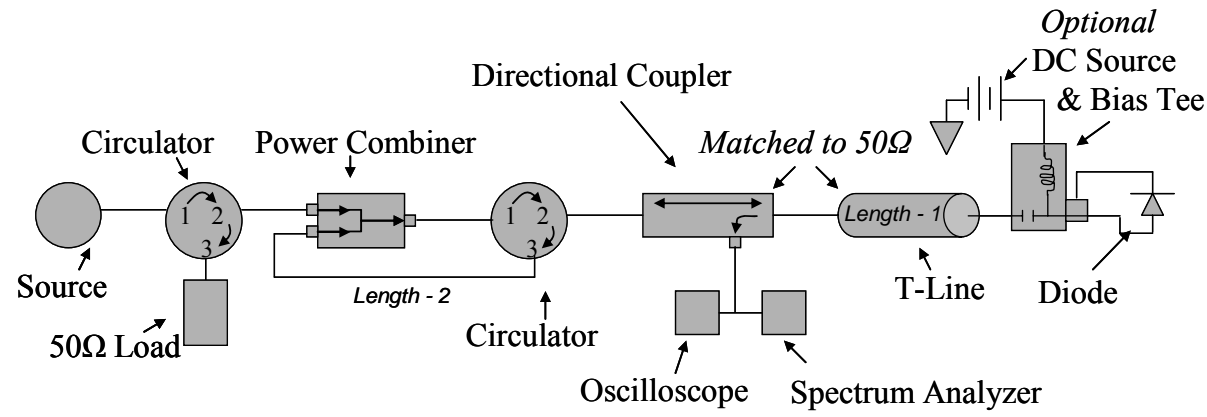 Optional
DC Source
& Bias Tee
Directional Coupler
Circulator
Power Combiner
Matched to 50Ω
1 2
3
1 2
3
Length - 1
Source
50Ω Load
Length - 2
Circulator
T-Line
Diode
Oscilloscope
Spectrum Analyzer